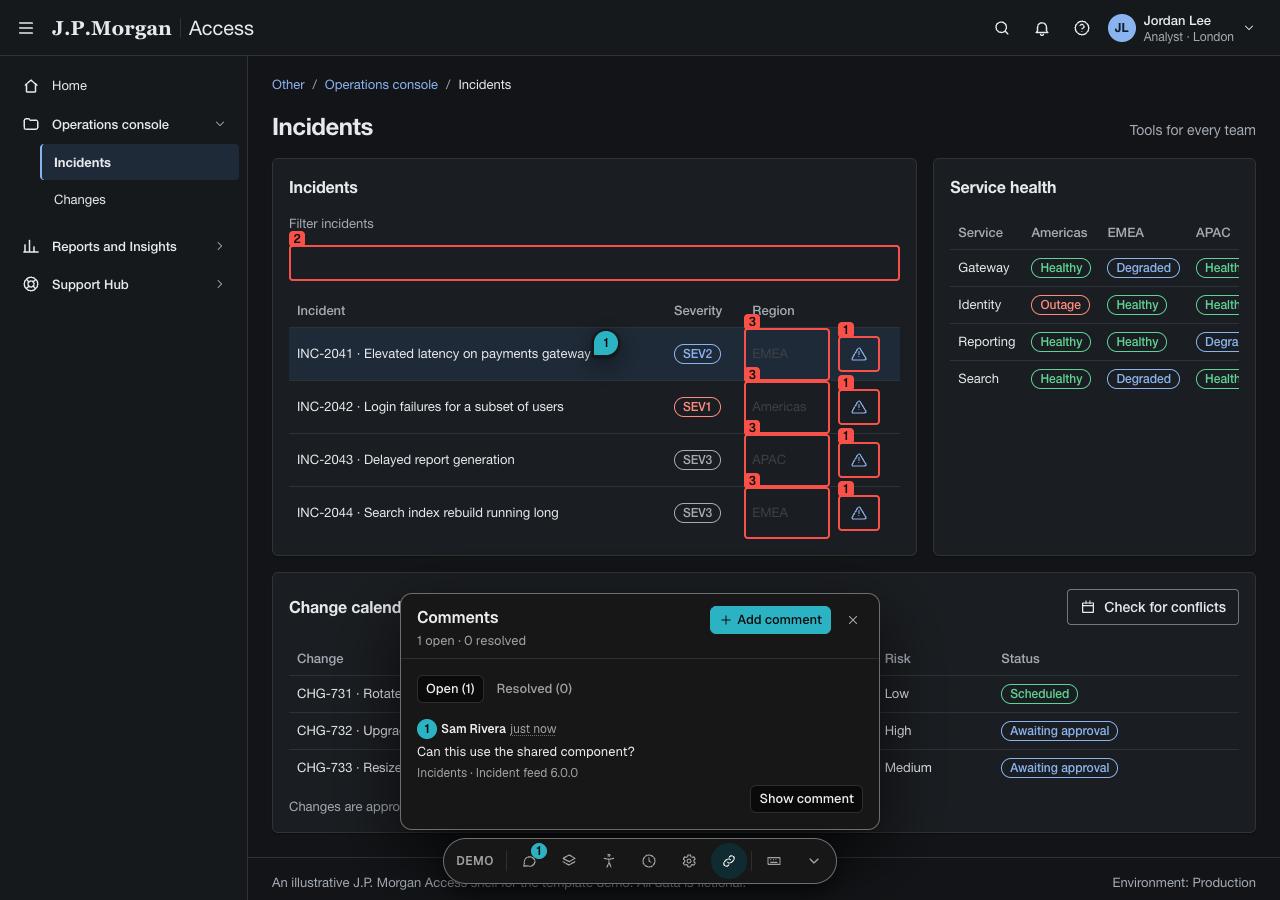 J.P.Morgan Access
JL
Jordan Lee
Analyst · London
Home
Operations console
Incidents
Changes
Reports and Insights
Support Hub
Other / Operations console / Incidents
Incidents
Tools for every team
Incidents
Filter incidents
2
Incident Severity Region
3 1
INC-2041 · Elevated latency on payments gateway 1 SEV2 EMEA
3 1
INC-2042 · Login failures for a subset of users SEV1 Americas
3 1
INC-2043 · Delayed report generation SEV3 APAC
3 1
INC-2044 · Search index rebuild running long SEV3 EMEA
Service health
Service Americas EMEA APAC
Gateway Healthy Degraded Health
Identity Outage Healthy Health
Reporting Healthy Healthy Degra
Search Healthy Degraded Health
Change calend
Check for conflicts
Change Risk Status
CHG-731 · Rotate Low Scheduled
CHG-732 · Upgra High Awaiting approval
CHG-733 · Resize Medium Awaiting approval
Changes are appro
Comments
1 open · 0 resolved
Add comment
Open (1) Resolved (0)
1 Sam Rivera just now
Can this use the shared component?
Incidents · Incident feed 6.0.0
Show comment
DEMO 1
An illustrative J.P. Morgan Access shell for the template demo. All data is fictional.
Environment: Production